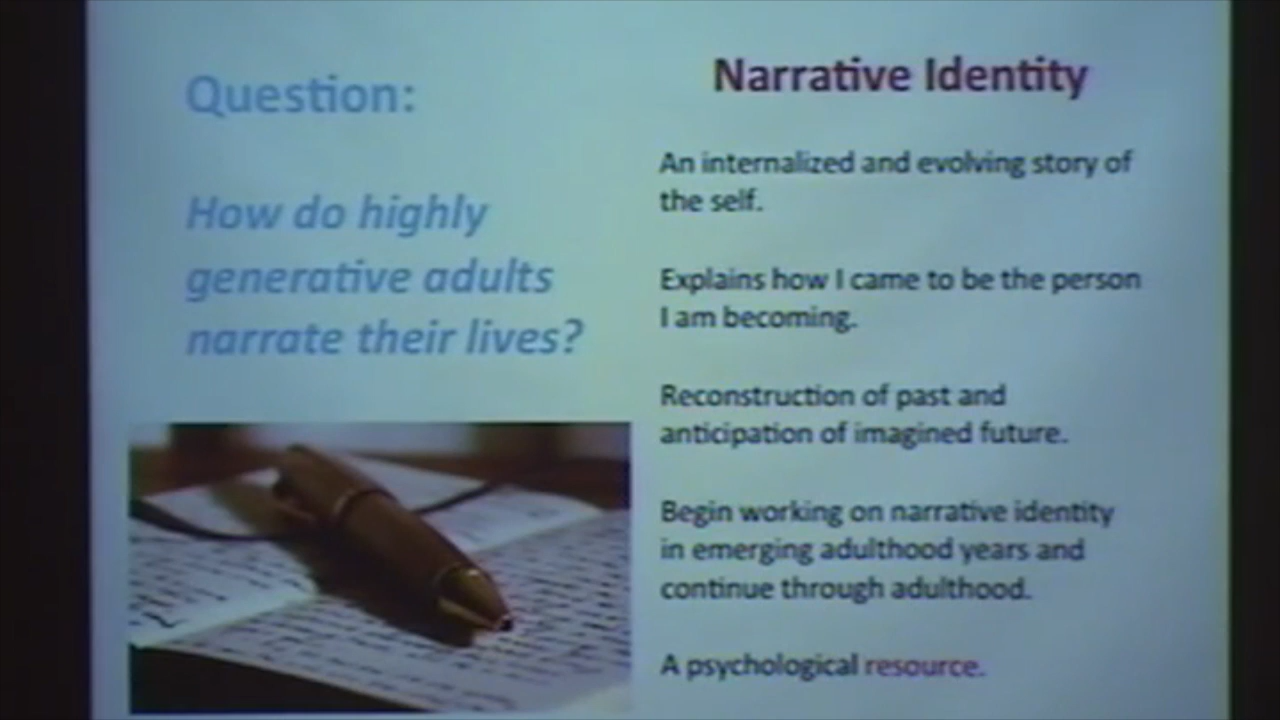 Question:
How do highly
generative adults
narrate their lives?
Narrative Identity
An internalized and evolving story of
the self.
Explains how I came to be the person
I am becoming.
Reconstruction of past and
anticipation of imagined future.
Begin working on narrative identity
in emerging adulthood years and
continue through adulthood.
A psychological resource.